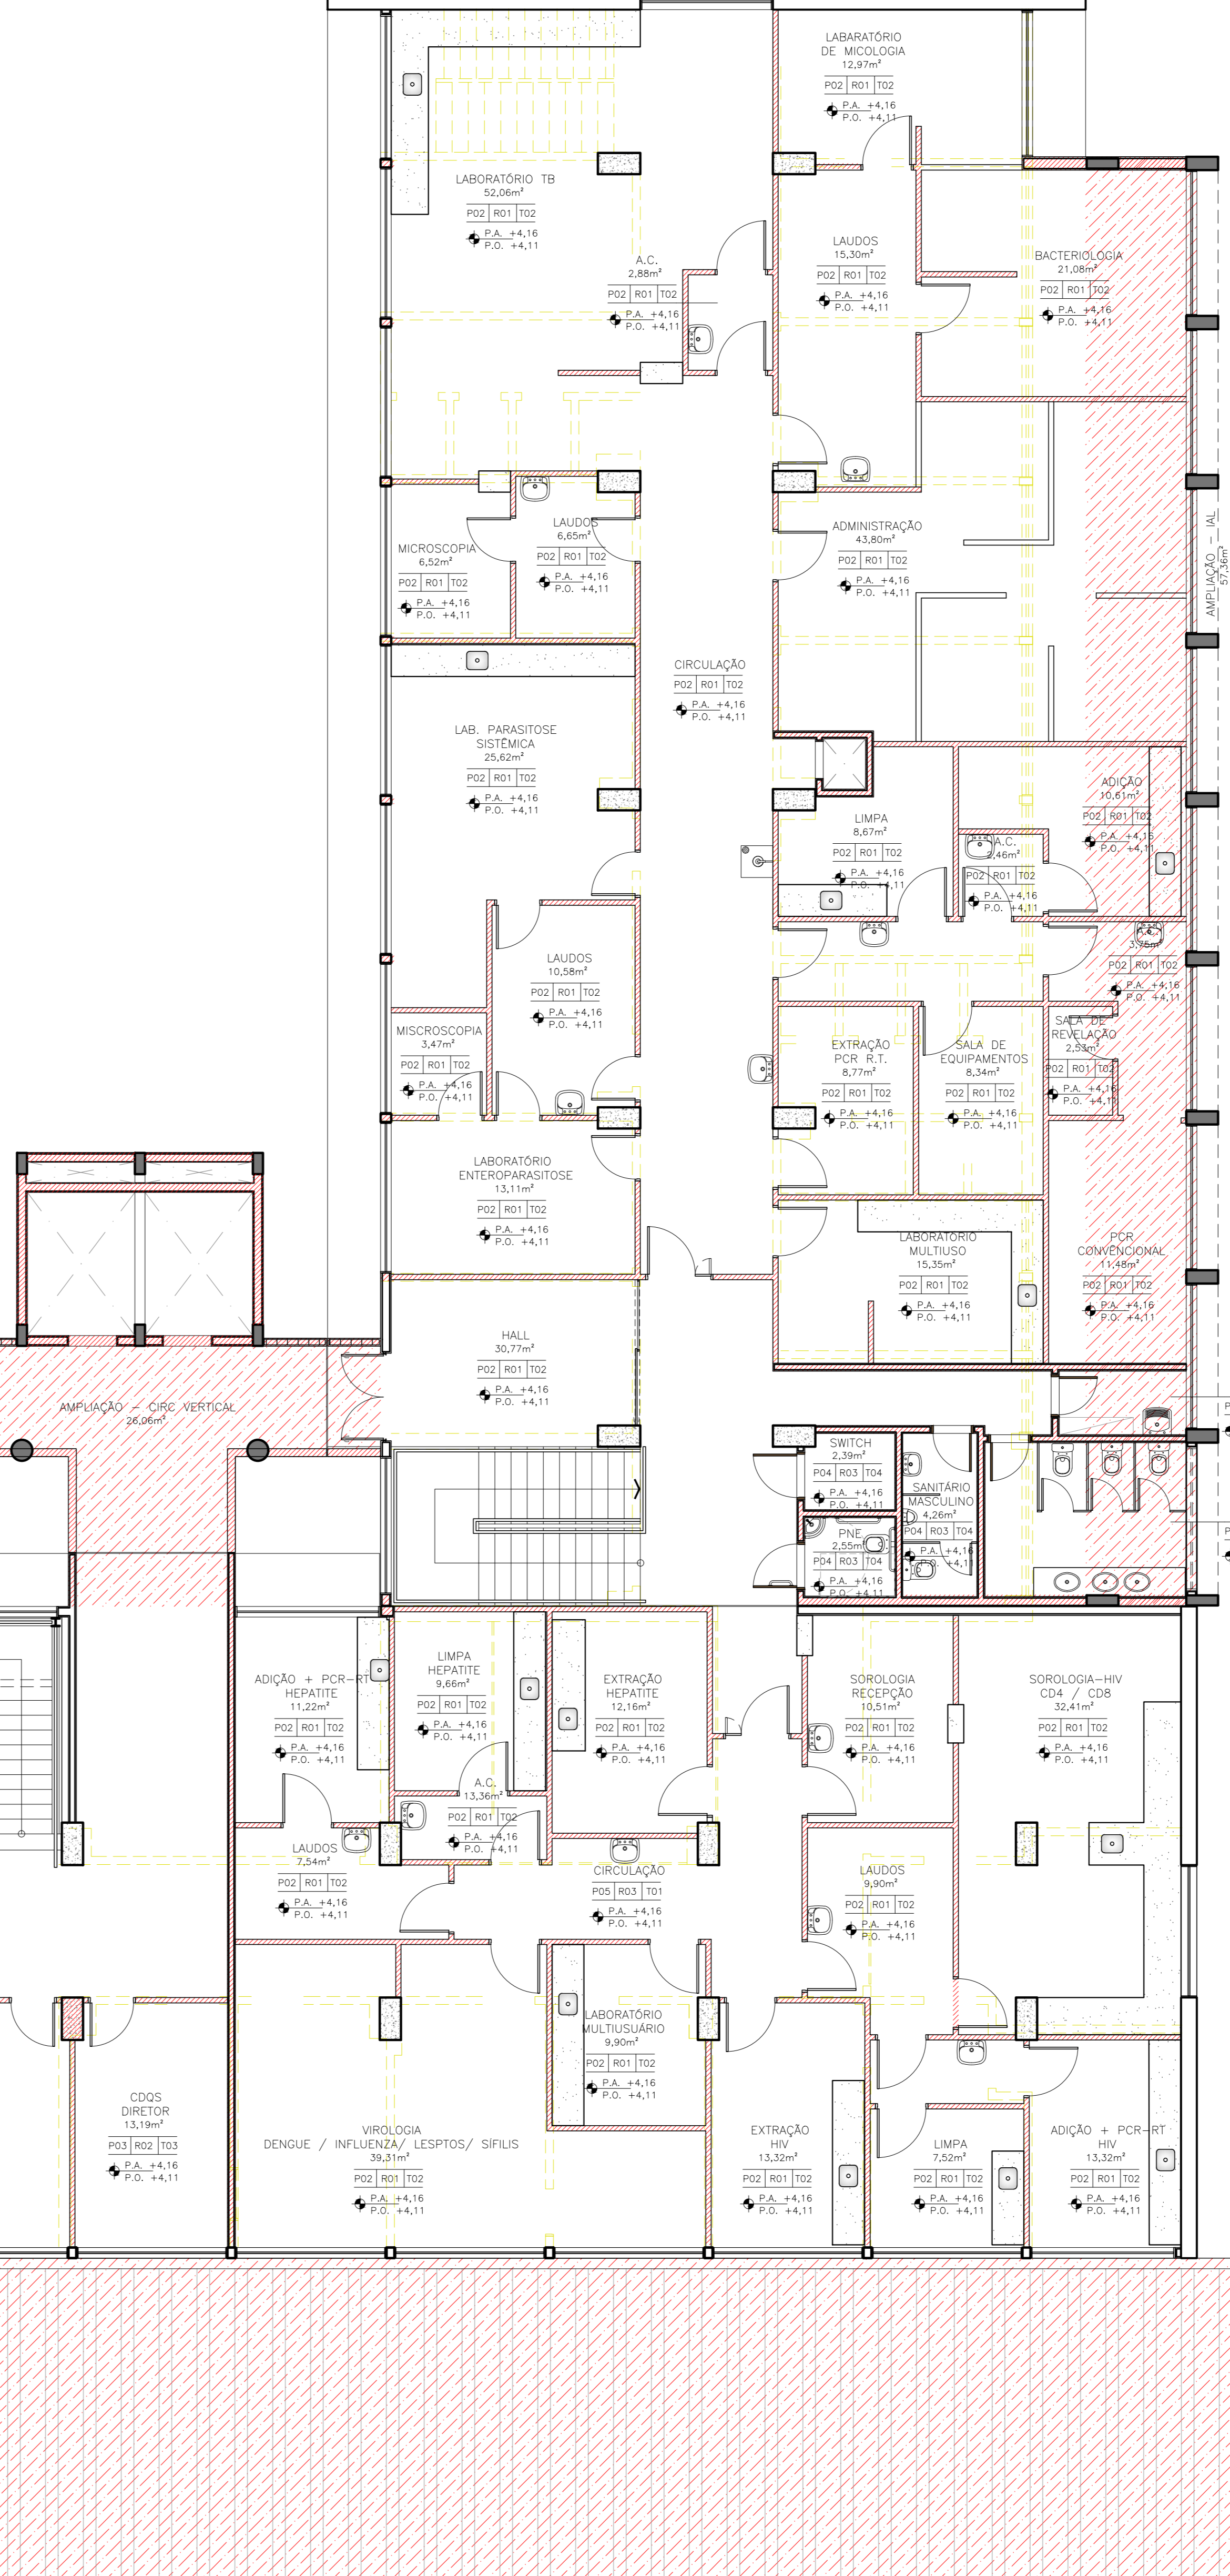 LABARATÓRIO
DE MICOLOGIA
12,97m²
P02 R01 T02
P.A. +4,16
P.O. +4,11
LABORATÓRIO TB
52,06m²
P02 R01 T02
P.A. +4,16
P.O. +4,11
A.C.
2,88m²
P02 R01 T02
P.A. +4,16
P.O. +4,11
LAUDOS
15,30m²
P02 R01 T02
P.A. +4,16
P.O. +4,11
BACTERIOLOGIA
21,08m²
P02 R01 T02
P.A. +4,16
P.O. +4,11
MICROSCOPIA
6,52m²
P02 R01 T02
P.A. +4,16
P.O. +4,11
LAUDOS
6,65m²
P02 R01 T02
P.A. +4,16
P.O. +4,11
ADMINISTRAÇÃO
43,80m²
P02 R01 T02
P.A. +4,16
P.O. +4,11
AMPLIAÇÃO – IAL
57,36m²
CIRCULAÇÃO
P02 R01 T02
P.A. +4,16
P.O. +4,11
LAB. PARASITOSE
SISTÊMICA
25,62m²
P02 R01 T02
P.A. +4,16
P.O. +4,11
LIMPA
8,67m²
P02 R01 T02
P.A. +4,16
P.O. +4,11
ADIÇÃO
10,61m²
P02 R01 T02
P.A. +4,16
P.O. +4,11
A.C.
2,46m²
P02 R01 T02
P.A. +4,16
P.O. +4,11
A.C.
3,75m²
P02 R01 T02
P.A. +4,16
P.O. +4,11
LAUDOS
10,58m²
P02 R01 T02
P.A. +4,16
P.O. +4,11
MISCROSCOPIA
3,47m²
P02 R01 T02
P.A. +4,16
P.O. +4,11
EXTRAÇÃO
PCR R.T.
8,77m²
P02 R01 T02
P.A. +4,16
P.O. +4,11
SALA DE
EQUIPAMENTOS
8,34m²
P02 R01 T02
P.A. +4,16
P.O. +4,11
SALA DE
REVELAÇÃO
2,53m²
P02 R01 T02
P.A. +4,16
P.O. +4,11
LABORATÓRIO
ENTEROPARASITOSE
13,11m²
P02 R01 T02
P.A. +4,16
P.O. +4,11
LABORATÓRIO
MULTIUSO
15,35m²
P02 R01 T02
P.A. +4,16
P.O. +4,11
PCR
CONVENCIONAL
11,48m²
P02 R01 T02
P.A. +4,16
P.O. +4,11
HALL
30,77m²
P02 R01 T02
P.A. +4,16
P.O. +4,11
AMPLIAÇÃO – CIRC VERTICAL
26,06m²
SWITCH
2,39m²
P04 R03 T04
P.A. +4,16
P.O. +4,11
SANITÁRIO
MASCULINO
4,26m²
P04 R03 T04
P.A. +4,16
P.O. +4,11
PNE
2,55m²
P04 R03 T04
P.A. +4,16
P.O. +4,11
ADIÇÃO + PCR–RT
HEPATITE
11,22m²
P02 R01 T02
P.A. +4,16
P.O. +4,11
LIMPA
HEPATITE
9,66m²
P02 R01 T02
P.A. +4,16
P.O. +4,11
EXTRAÇÃO
HEPATITE
12,16m²
P02 R01 T02
P.A. +4,16
P.O. +4,11
SOROLOGIA
RECEPÇÃO
10,51m²
P02 R01 T02
P.A. +4,16
P.O. +4,11
SOROLOGIA–HIV
CD4 / CD8
32,41m²
P02 R01 T02
P.A. +4,16
P.O. +4,11
A.C.
13,36m²
P02 R01 T02
P.A. +4,16
P.O. +4,11
LAUDOS
7,54m²
P02 R01 T02
P.A. +4,16
P.O. +4,11
CIRCULAÇÃO
P05 R03 T01
P.A. +4,16
P.O. +4,11
LAUDOS
9,90m²
P02 R01 T02
P.A. +4,16
P.O. +4,11
LABORATÓRIO
MULTIUSUÁRIO
9,90m²
P02 R01 T02
P.A. +4,16
P.O. +4,11
CDQS
DIRETOR
13,19m²
P03 R02 T03
P.A. +4,16
P.O. +4,11
VIROLOGIA
DENGUE / INFLUENZA/ LESPTOS/ SÍFILIS
39,31m²
P02 R01 T02
P.A. +4,16
P.O. +4,11
EXTRAÇÃO
HIV
13,32m²
P02 R01 T02
P.A. +4,16
P.O. +4,11
LIMPA
7,52m²
P02 R01 T02
P.A. +4,16
P.O. +4,11
ADIÇÃO + PCR–RT
HIV
13,32m²
P02 R01 T02
P.A. +4,16
P.O. +4,11